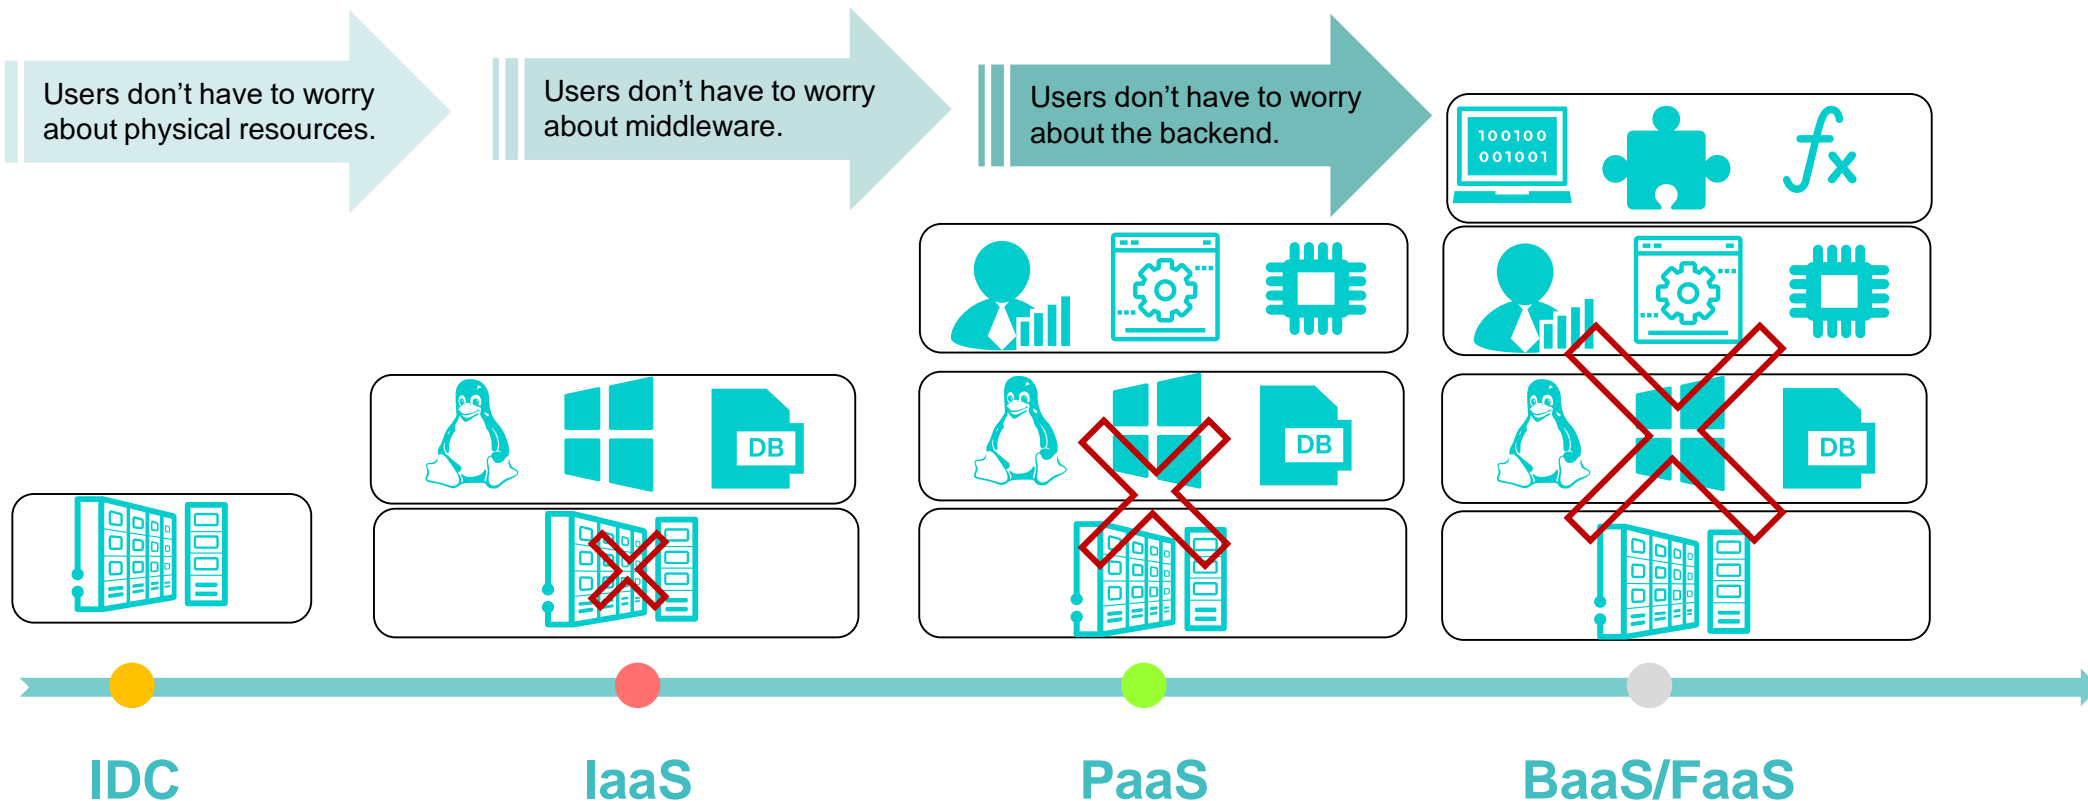 Users don't have to worry
about physical resources.
Users don't have to worry
about middleware.
Users don't have to worry
about the backend.
100100
001001
fx
DB
DB
DB
IDC
IaaS
PaaS
BaaS/FaaS